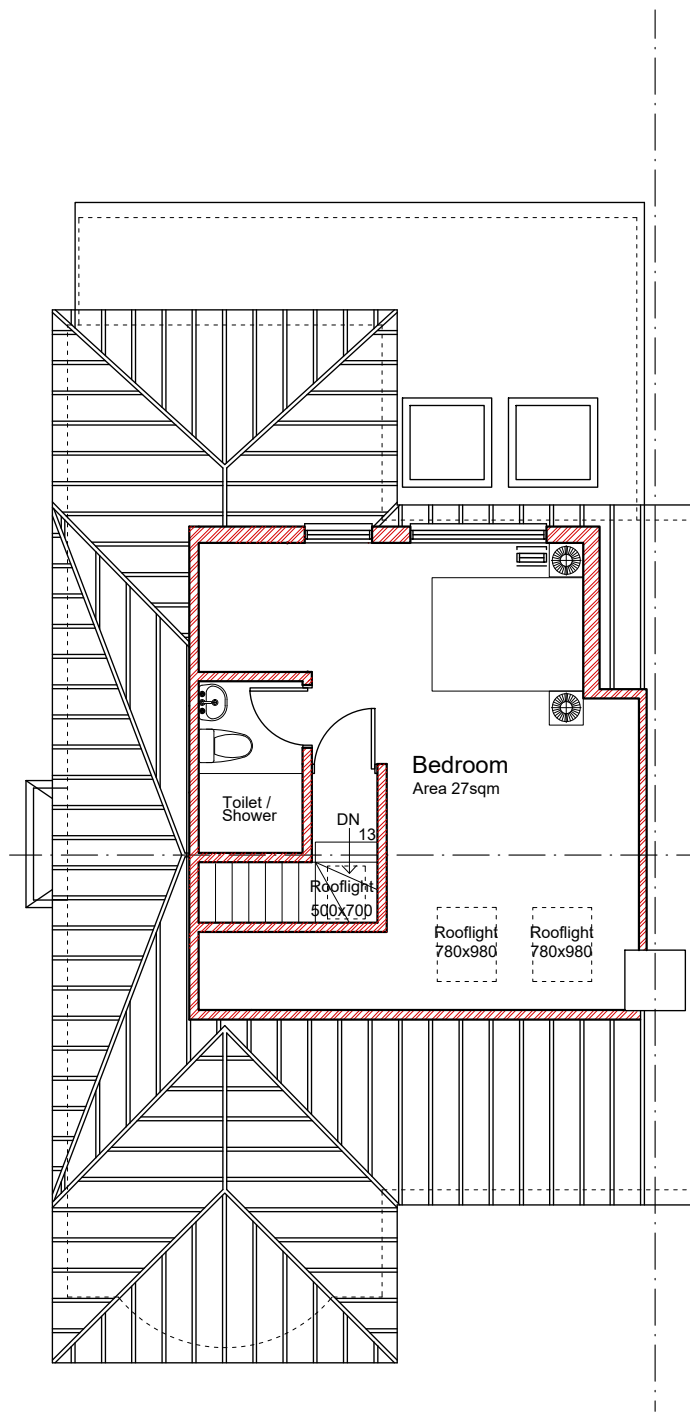 Bedroom
Area 27sqm
Toilet /
Shower
DN
13
Rooflight
500x700
Rooflight
780x980
Rooflight
780x980